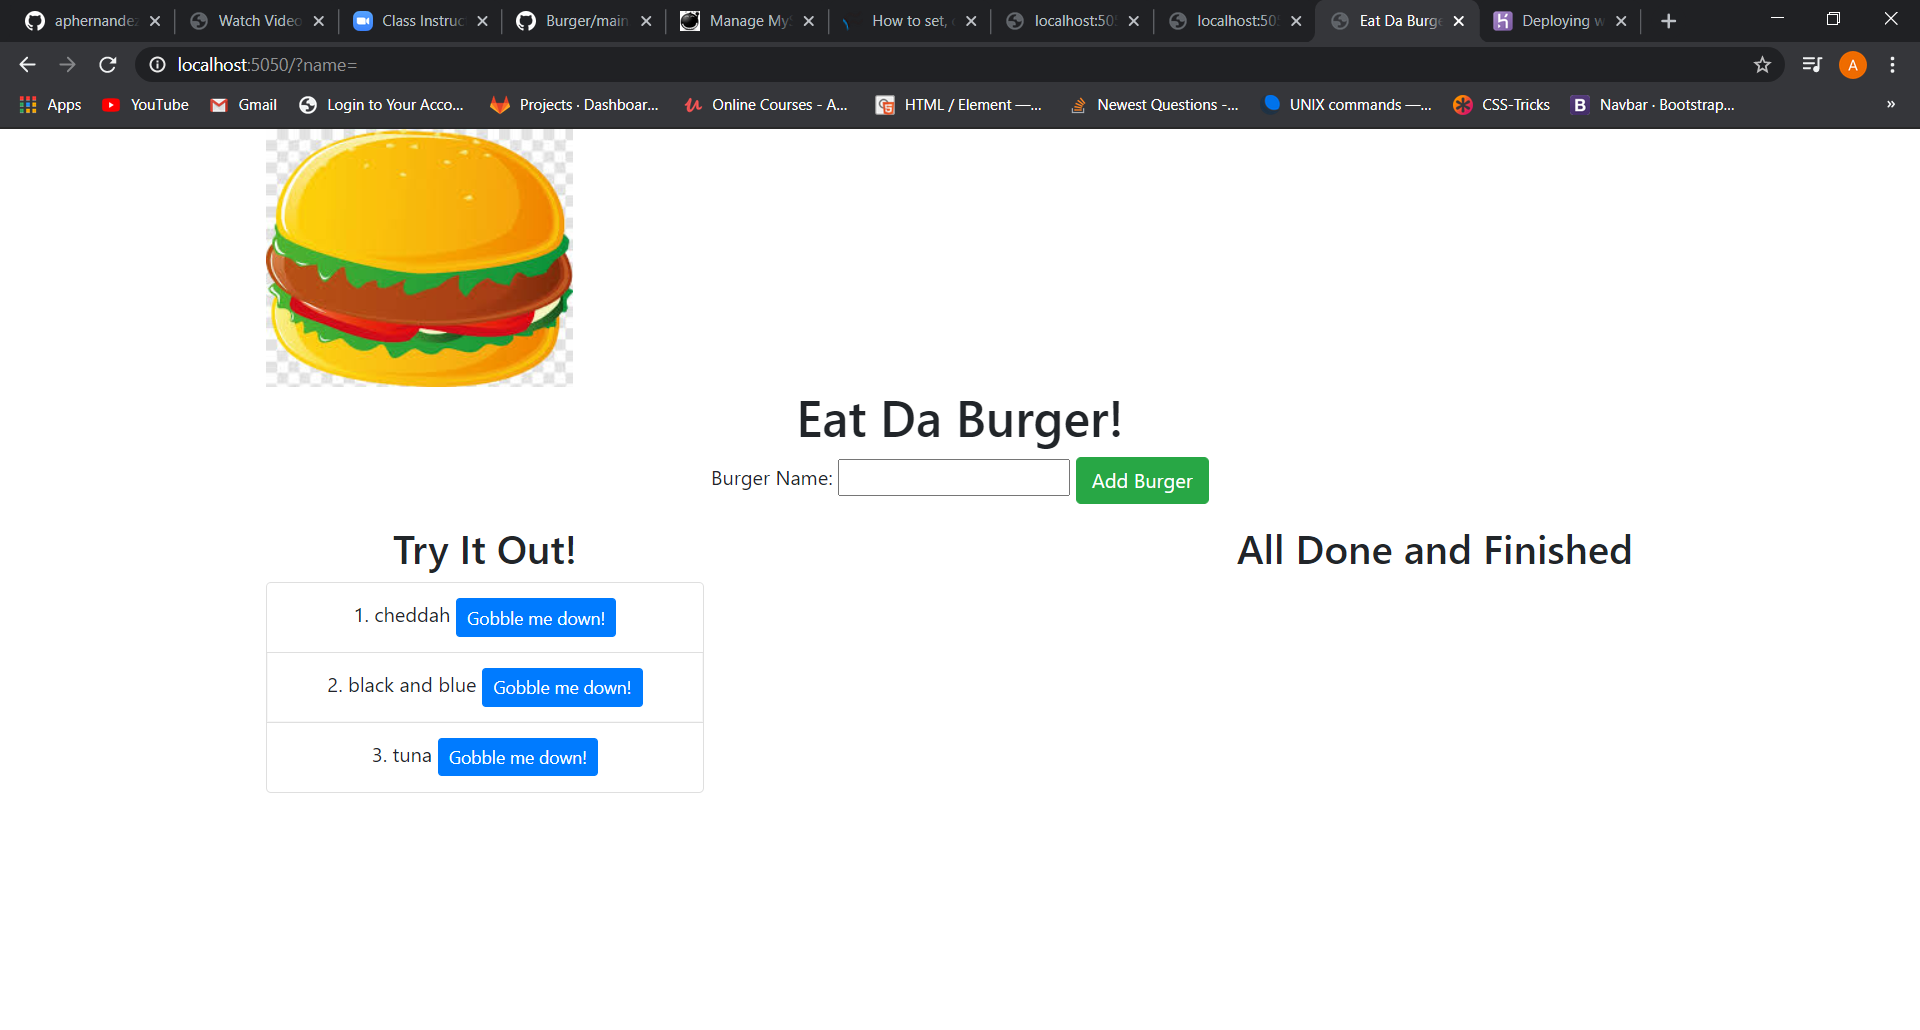 aphernandez
Watch Video
Class Instruc
Burger/main
Manage My
How to set,
localhost:505
localhost:505
Eat Da Burge
Deploying w
localhost:5050/?name=
A
Apps
YouTube
Gmail
Login to Your Acco...
Projects · Dashboar...
Online Courses - A...
HTML / Element —...
Newest Questions -...
UNIX commands —...
CSS-Tricks
B
Navbar · Bootstrap...
»
Eat Da Burger!
Burger Name:
Add Burger
Try It Out!
All Done and Finished
1. cheddah Gobble me down!
2. black and blue Gobble me down!
3. tuna Gobble me down!